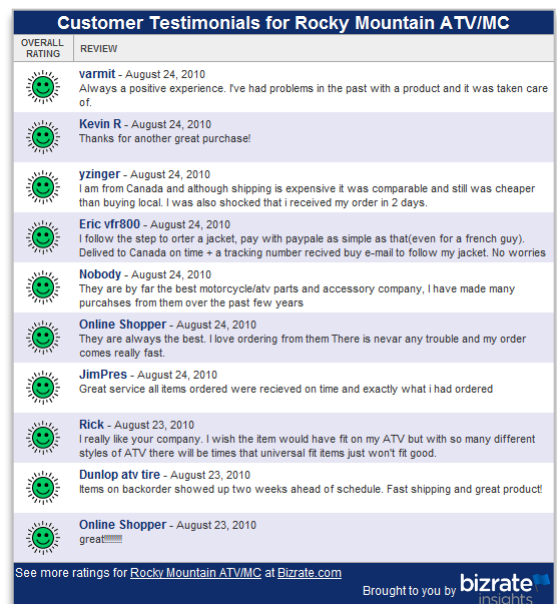 Customer Testimonials for Rocky Mountain ATV/MC
OVERALL RATING REVIEW
varmit - August 24, 2010
Always a positive experience. I've had problems in the past with a product and it was taken care
of.
Kevin R - August 24, 2010
Thanks for another great purchase!
yzinger - August 24, 2010
I am from Canada and although shipping is expensive it was comparable and still was cheaper
than buying local. I was also shocked that i received my order in 2 days.
Eric vfr800 - August 24, 2010
I follow the step to orter a jacket, pay with paypale as simple as that(even for a french guy).
Delived to Canada on time + a tracking number recived buy e-mail to follow my jacket. No worries
Nobody - August 24, 2010
They are by far the best motorcycle/atv parts and accessory company, I have made many
purcahses from them over the past few years
Online Shopper - August 24, 2010
They are always the best. I love ordering from them There is nevar any trouble and my order
comes really fast.
JimPres - August 24, 2010
Great service all items ordered were recieved on time and exactly what i had ordered
Rick - August 23, 2010
I really like your company. I wish the item would have fit on my ATV but with so many different
styles of ATV there will be times that universal fit items just won't fit good.
Dunlop atv tire - August 23, 2010
Items on backorder showed up two weeks ahead of schedule. Fast shipping and great product!
Online Shopper - August 23, 2010
great
See more ratings for Rocky Mountain ATV/MC at Bizrate.com
Brought to you by bizrate
insights